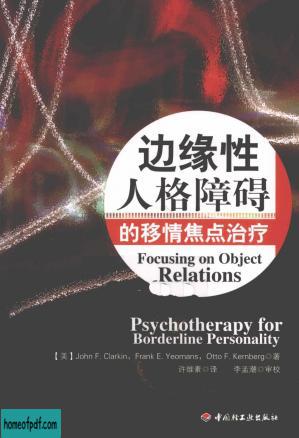 边缘性
人格障碍
的移情焦点治疗
Focusing on Object
Relations
Psychotherapy for
Borderline Personality
【美】John F. Clarkin, Frank E. Yeomans, Otto F. Kernberg 著
许维素 译 李孟潮 审校
中国轻工业出版社
homeofpdf.com